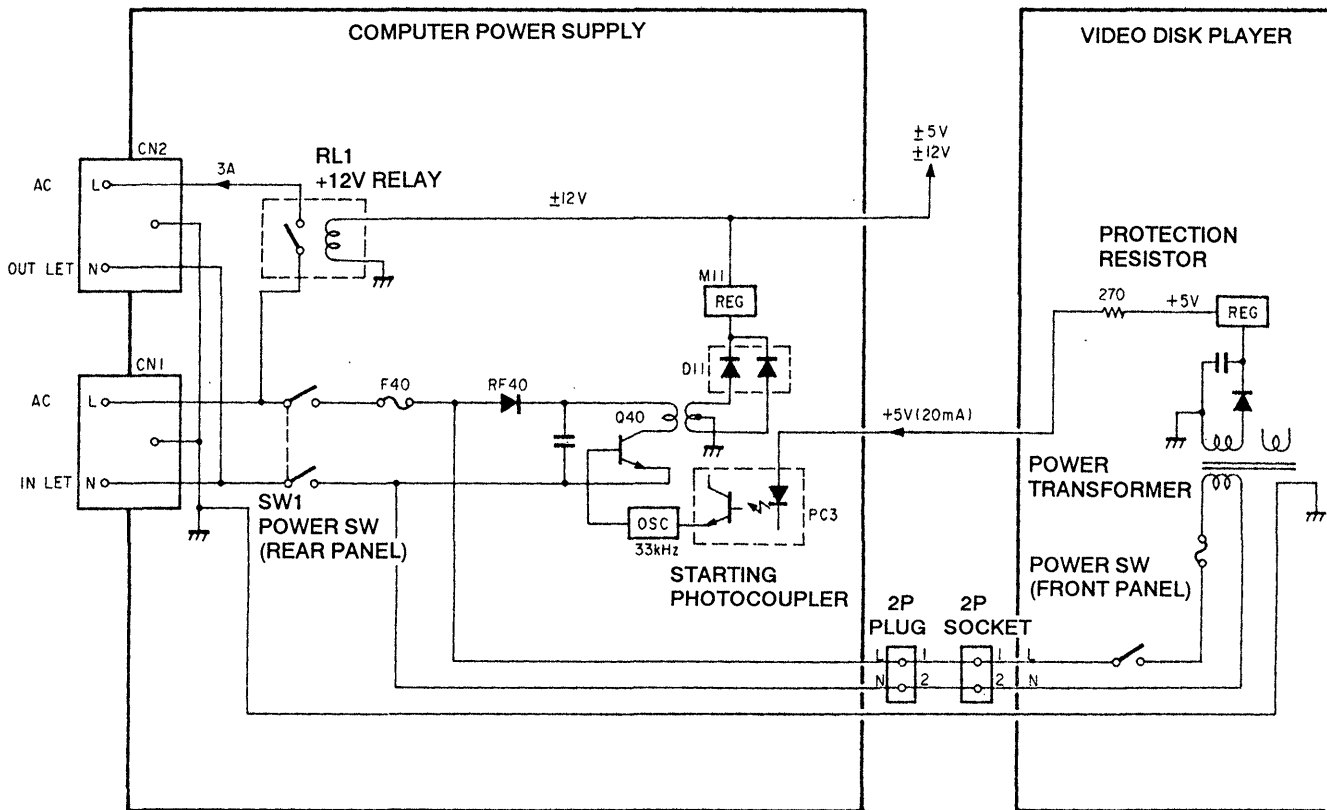 COMPUTER POWER SUPPLY
VIDEO DISK PLAYER
CN2
AC
L
OUT LET
N
3A
RL1
+12V RELAY
±12V
±5V
±12V
M11
REG
D11
CN1
AC
L
IN LET
N
F40
RF40
Q40
SW1
POWER SW
(REAR PANEL)
OSC
33kHz
PC3
STARTING
PHOTOCOUPLER
+5V(20mA)
PROTECTION
RESISTOR
270
+5V
REG
POWER
TRANSFORMER
POWER SW
(FRONT PANEL)
2P
PLUG
2P
SOCKET
L 1 1 L
N 2 2 N